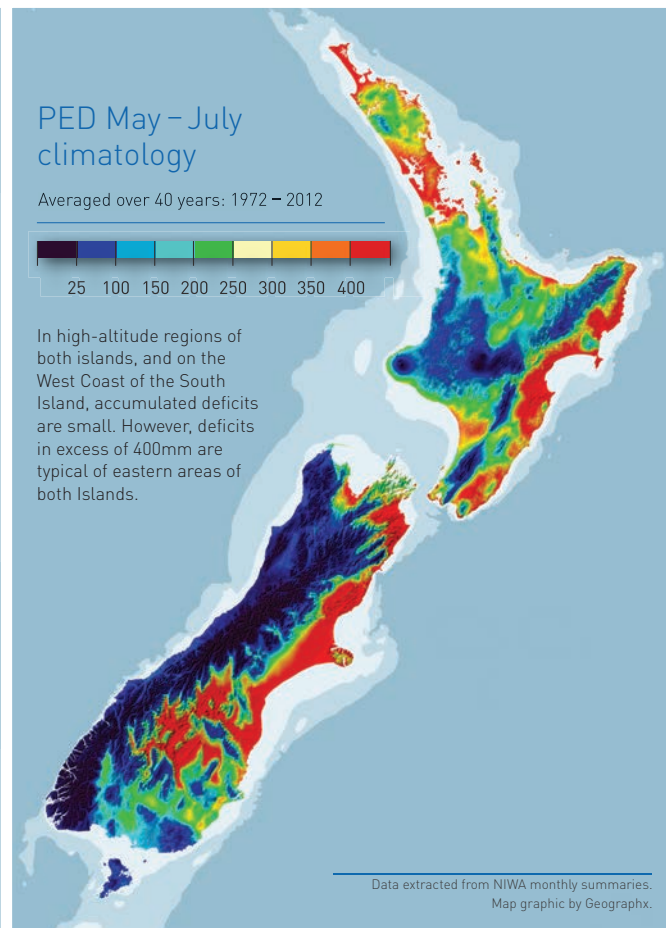 PED May – July
climatology
Averaged over 40 years: 1972 – 2012
25 100 150 200 250 300 350 400
In high-altitude regions of
both islands, and on the
West Coast of the South
Island, accumulated deficits
are small. However, deficits
in excess of 400mm are
typical of eastern areas of
both Islands.
Data extracted from NIWA monthly summaries.
Map graphic by Geographx.